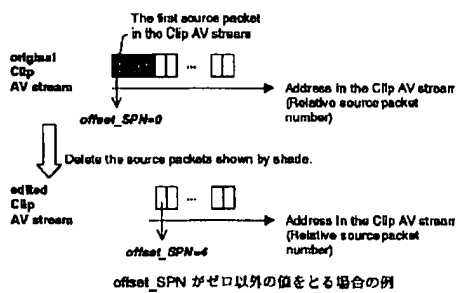 The first source packet
in the Clip AV stream
original
Clip
AV stream
...
Address in the Clip AV stream
(Relative source packet
number)
offset_SPN=0
Delete the source packets shown by shade.
edited
Clip
AV stream
...
Address in the Clip AV stream
(Relative source packet
number)
offset_SPN=4
offset_SPN がゼロ以外の値をとる場合の例